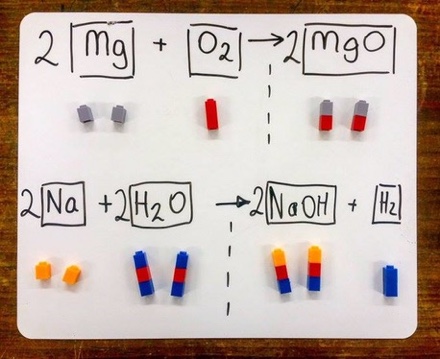 2 Mg + O₂ → 2 MgO
2 Na + 2 H₂O → 2 NaOH + H₂